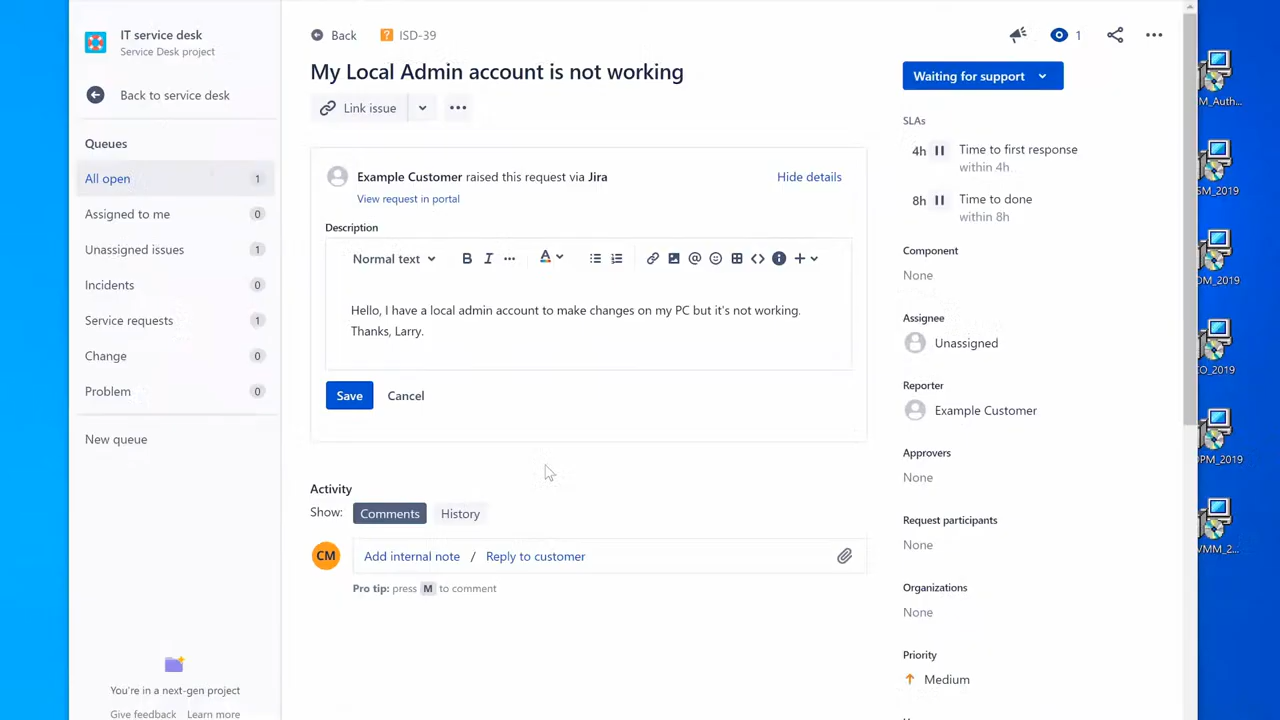 IT service desk
Service Desk project
Back to service desk
Queues
All open 1
Assigned to me 0
Unassigned issues 1
Incidents 0
Service requests 1
Change 0
Problem 0
New queue
You're in a next-gen project
Give feedback Learn more
Back ISD-39
1
My Local Admin account is not working
Link issue
Example Customer raised this request via Jira
Hide details
View request in portal
Description
Normal text B I A
Hello, I have a local admin account to make changes on my PC but it's not working.
Thanks, Larry.
Save Cancel
Activity
Show: Comments History
CM Add internal note / Reply to customer
Pro tip: press M to comment
Waiting for support
SLAs
4h Time to first response
within 4h
8h Time to done
within 8h
Component
None
Assignee
Unassigned
Reporter
Example Customer
Approvers
None
Request participants
None
Organizations
None
Priority
Medium
M_Auth...
SM_2019
OM_2019
CO_2019
DPM_2019
VMM_2...